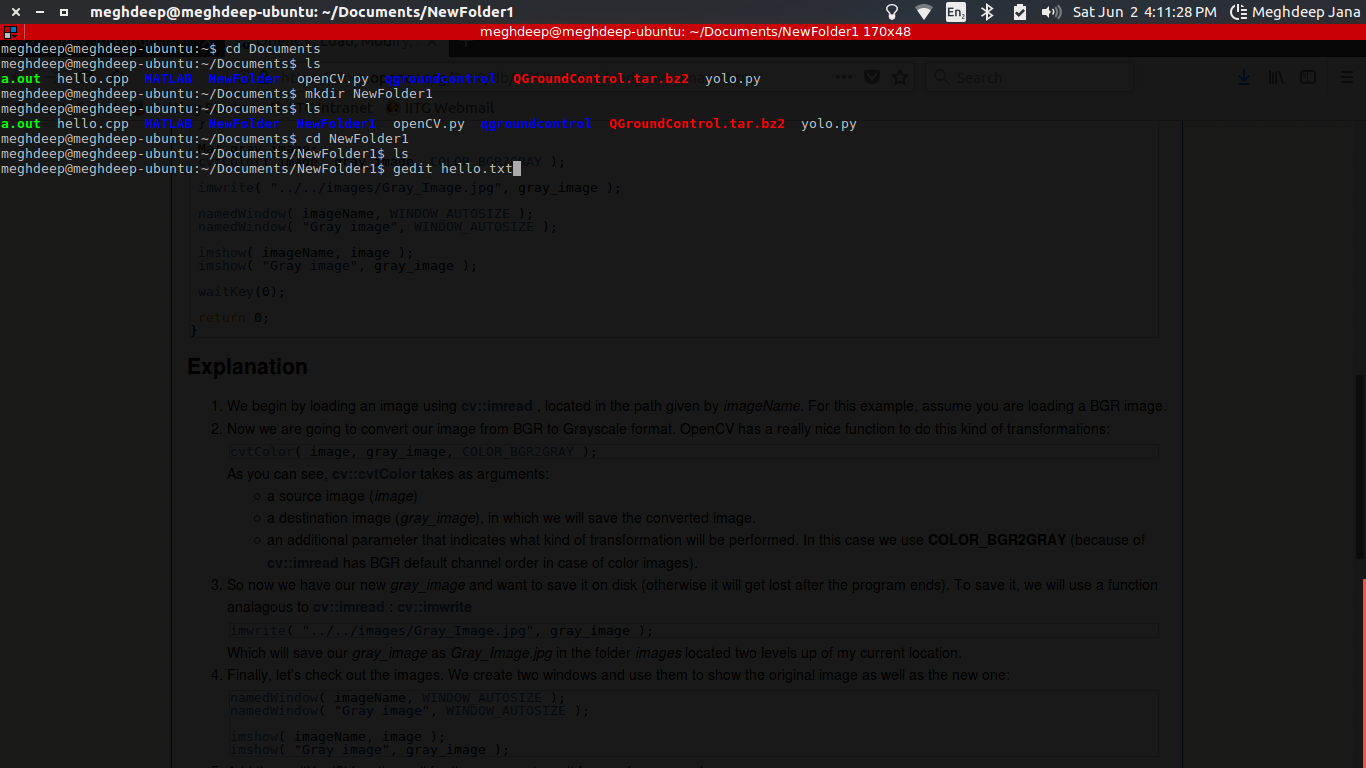 meghdeep@meghdeep-ubuntu: ~/Documents/NewFolder1
En2
Sat Jun 2 4:11:28 PM
Meghdeep Jana
meghdeep@meghdeep-ubuntu: ~/Documents/NewFolder1 170x48
meghdeep@meghdeep-ubuntu:~$ cd Documents
meghdeep@meghdeep-ubuntu:~/Documents$ ls
a.out hello.cpp MATLAB NewFolder openCV.py qgroundcontrol QGroundControl.tar.bz2 yolo.py
Search
meghdeep@meghdeep-ubuntu:~/Documents$ mkdir NewFolder1
meghdeep@meghdeep-ubuntu:~/Documents$ ls
IITG Webmail
a.out hello.cpp MATLAB NewFolder NewFolder1 openCV.py qgroundcontrol QGroundControl.tar.bz2 yolo.py
meghdeep@meghdeep-ubuntu:~/Documents$ cd NewFolder1
meghdeep@meghdeep-ubuntu:~/Documents/NewFolder1$ ls
meghdeep@meghdeep-ubuntu:~/Documents/NewFolder1$ gedit hello.txt
imwrite( "../../images/Gray_Image.jpg", gray_image );
namedWindow( imageName, WINDOW_AUTOSIZE );
namedWindow( "Gray image", WINDOW_AUTOSIZE );
imshow( imageName, image );
imshow( "Gray image", gray_image );
waitKey(0);
return 0;
}
Explanation
1. We begin by loading an image using cv::imread , located in the path given by imageName. For this example, assume you are loading a BGR image.
2. Now we are going to convert our image from BGR to Grayscale format. OpenCV has a really nice function to do this kind of transformations:
cvtColor( image, gray_image, COLOR_BGR2GRAY );
As you can see, cv::cvtColor takes as arguments:
○ a source image (image)
○ a destination image (gray_image), in which we will save the converted image.
○ an additional parameter that indicates what kind of transformation will be performed. In this case we use COLOR_BGR2GRAY (because of
cv::imread has BGR default channel order in case of color images).
3. So now we have our new gray_image and want to save it on disk (otherwise it will get lost after the program ends). To save it, we will use a function
analagous to cv::imread : cv::imwrite
imwrite( "../../images/Gray_Image.jpg", gray_image );
Which will save our gray_image as Gray_Image.jpg in the folder images located two levels up of my current location.
4. Finally, let's check out the images. We create two windows and use them to show the original image as well as the new one:
namedWindow( imageName, WINDOW_AUTOSIZE );
namedWindow( "Gray image", WINDOW_AUTOSIZE );
imshow( imageName, image );
imshow( "Gray image", gray_image );